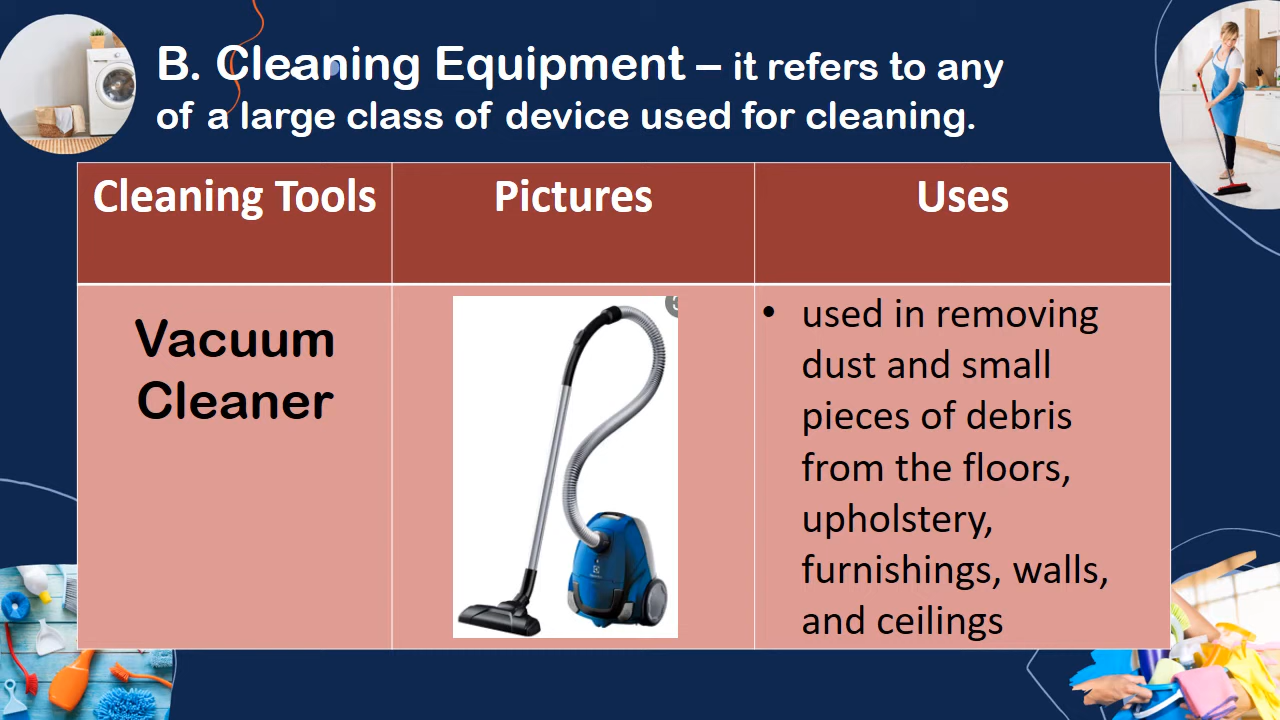 B. Cleaning Equipment – it refers to any
of a large class of device used for cleaning.
Cleaning Tools
Pictures
Uses
Vacuum
Cleaner
• used in removing
dust and small
pieces of debris
from the floors,
upholstery,
furnishings, walls,
and ceilings